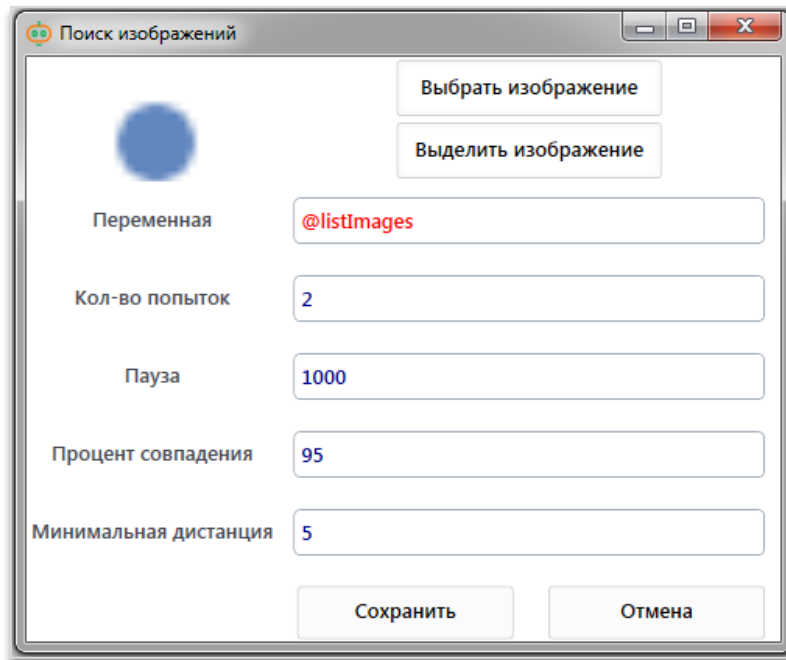 Поиск изображений
Выбрать изображение
Выделить изображение
Переменная
@listImages
Кол-во попыток
2
Пауза
1000
Процент совпадения
95
Минимальная дистанция
5
Сохранить
Отмена